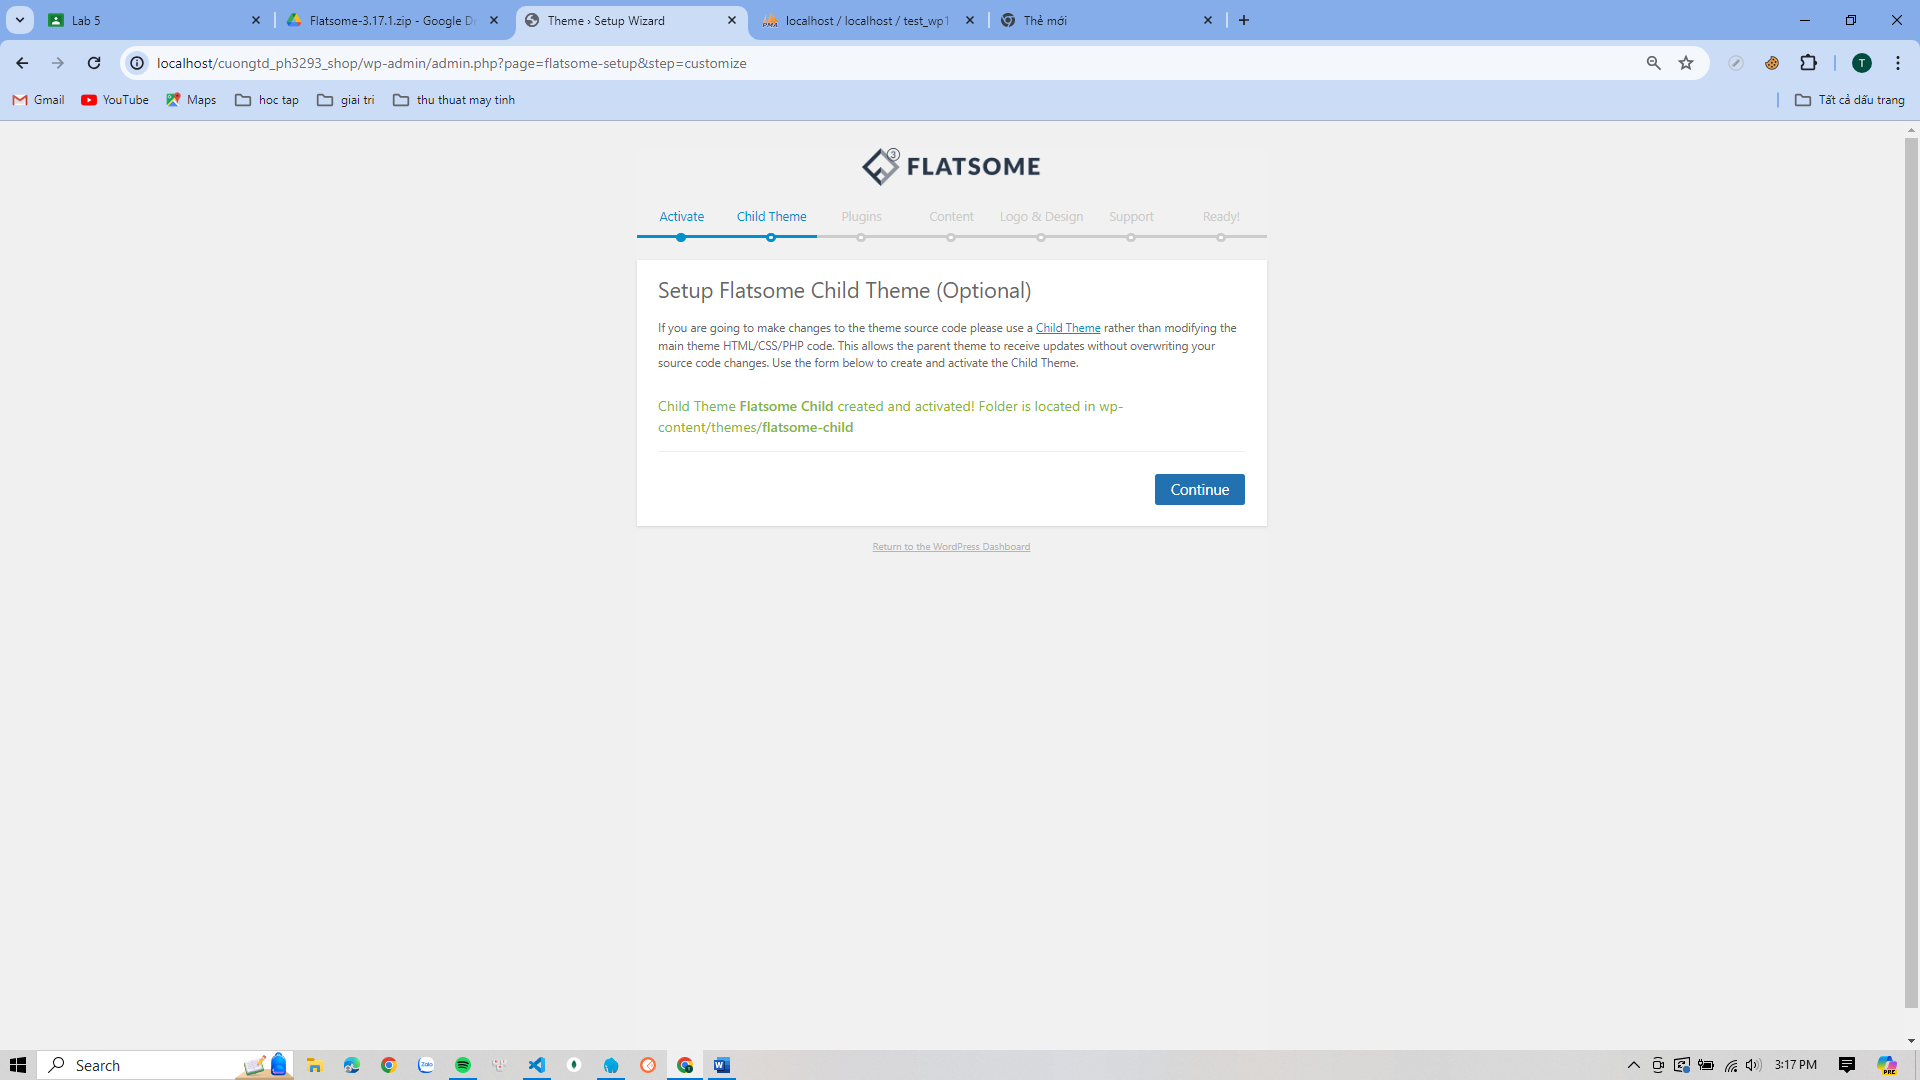 Lab 5
Flatsome-3.17.1.zip - Google Dr
Theme › Setup Wizard
localhost / localhost / test_wp1
Thẻ mới
localhost/cuongtd_ph3293_shop/wp-admin/admin.php?page=flatsome-setup&step=customize
T
Gmail
YouTube
Maps
hoc tap
giai tri
thu thuat may tinh
Tất cả dấu trang
3
FLATSOME
Activate
Child Theme
Plugins
Content
Logo & Design
Support
Ready!
Setup Flatsome Child Theme (Optional)
If you are going to make changes to the theme source code please use a Child Theme rather than modifying the
main theme HTML/CSS/PHP code. This allows the parent theme to receive updates without overwriting your
source code changes. Use the form below to create and activate the Child Theme.
Child Theme Flatsome Child created and activated! Folder is located in wp-
content/themes/flatsome-child
Continue
Return to the WordPress Dashboard
Search
Zalo
3:17 PM
PRE